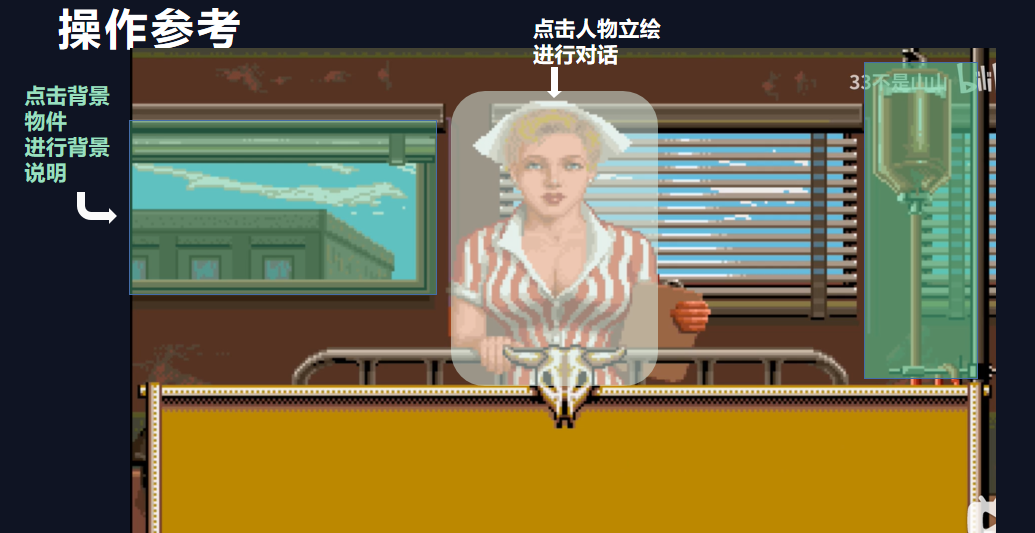 操作参考
点击人物立绘
进行对话
点击背景
物件
进行背景
说明
33不是山山
bili